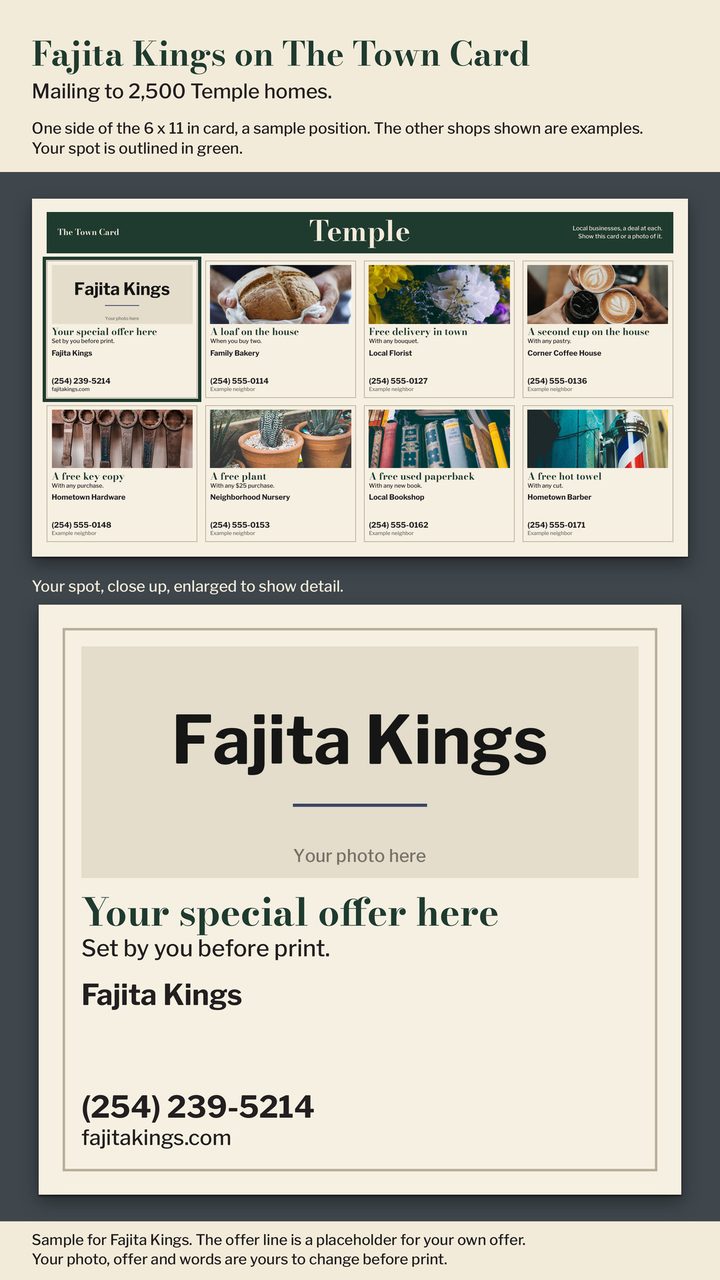 Fajita Kings on The Town Card
Mailing to 2,500 Temple homes.
One side of the 6 x 11 in card, a sample position. The other shops shown are examples.
Your spot is outlined in green.
The Town Card
Temple
Local businesses, a deal at each.
Show this card or a photo of it.
Fajita Kings
Your photo here
Your special offer here
Set by you before print.
Fajita Kings
(254) 239-5214
fajitakings.com
A loaf on the house
When you buy two.
Family Bakery
(254) 555-0114
Example neighbor
Free delivery in town
With any bouquet.
Local Florist
(254) 555-0127
Example neighbor
A second cup on the house
With any pastry.
Corner Coffee House
(254) 555-0136
Example neighbor
A free key copy
With any purchase.
Hometown Hardware
(254) 555-0148
Example neighbor
A free plant
With any $25 purchase.
Neighborhood Nursery
(254) 555-0153
Example neighbor
A free used paperback
With any new book.
Local Bookshop
(254) 555-0162
Example neighbor
A free hot towel
With any cut.
Hometown Barber
(254) 555-0171
Example neighbor
Your spot, close up, enlarged to show detail.
Fajita Kings
Your photo here
Your special offer here
Set by you before print.
Fajita Kings
(254) 239-5214
fajitakings.com
Sample for Fajita Kings. The offer line is a placeholder for your own offer.
Your photo, offer and words are yours to change before print.